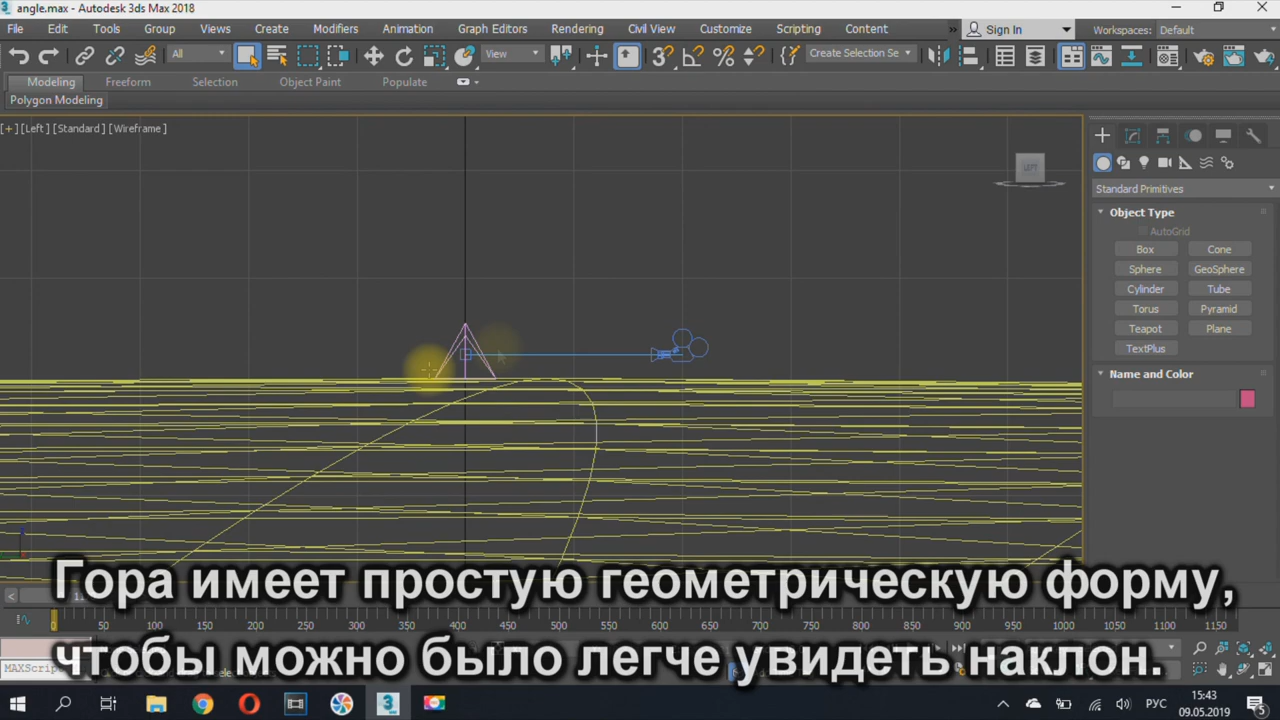 angle.max - Autodesk 3ds Max 2018
File Edit Tools Group Views Create Modifiers Animation Graph Editors Rendering Civil View Customize Scripting Content Sign In Workspaces: Default
All View Create Selection Se
Modeling Freeform Selection Object Paint Populate
Polygon Modeling
[+] [Left] [Standard] [Wireframe]
LEFT
Standard Primitives
Object Type
AutoGrid
Box Cone
Sphere GeoSphere
Cylinder Tube
Torus Pyramid
Teapot Plane
TextPlus
Name and Color
Гора имеет простую геометрическую форму,
0 50 100 150 200 250 300 350 400 450 500 550 600 650 700 750 800 850 900 950 1000 1050 1100 1150
чтобы можно было легче увидеть наклон.
MAXScrip
РУС
15:43
09.05.2019
5